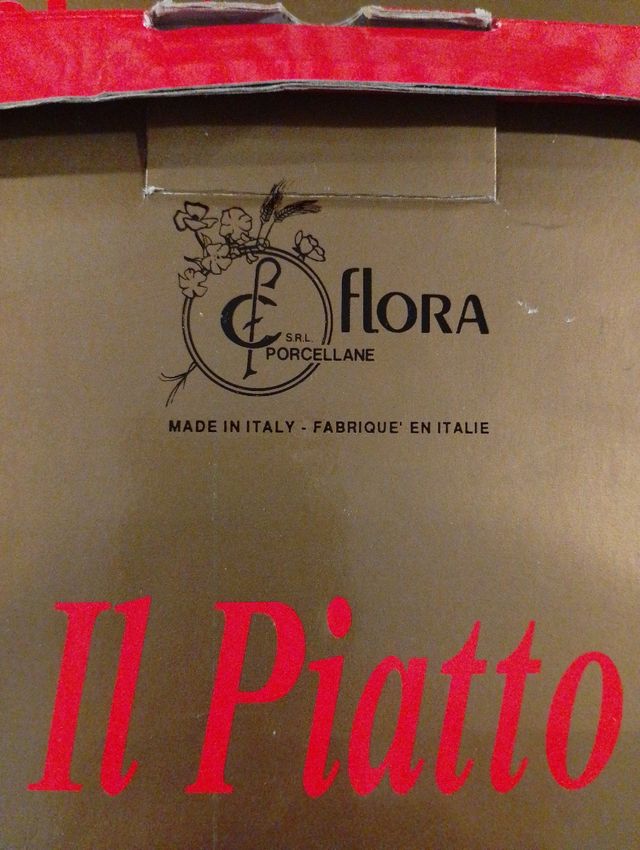 flORA
S.R.L.
PORCELLANE
MADE IN ITALY - FABRIQUE' EN ITALIE
Il Piatto